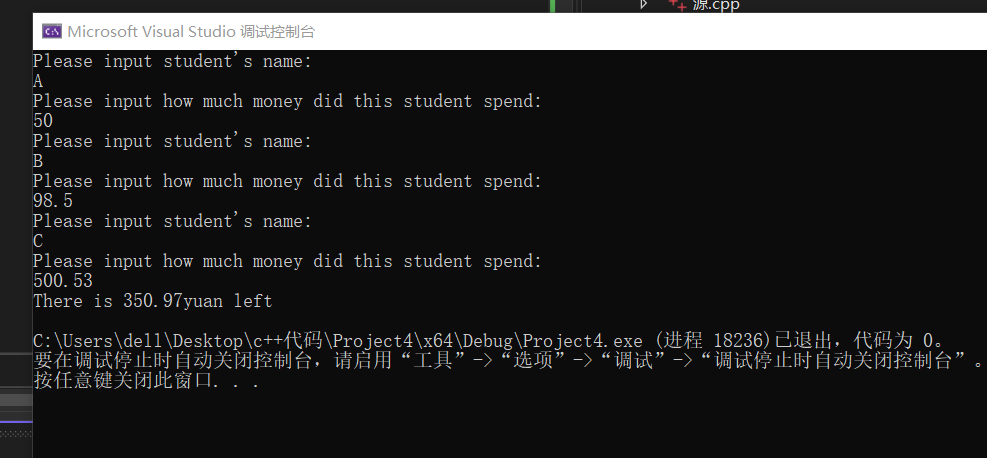 源.cpp
Microsoft Visual Studio 调试控制台
Please input student's name:
A
Please input how much money did this student spend:
50
Please input student's name:
B
Please input how much money did this student spend:
98.5
Please input student's name:
C
Please input how much money did this student spend:
500.53
There is 350.97yuan left
C:\Users\dell\Desktop\c++代码\Project4\x64\Debug\Project4.exe (进程 18236)已退出，代码为 0。
要在调试停止时自动关闭控制台，请启用“工具”->“选项”->“调试”->“调试停止时自动关闭控制台”。
按任意键关闭此窗口. . .